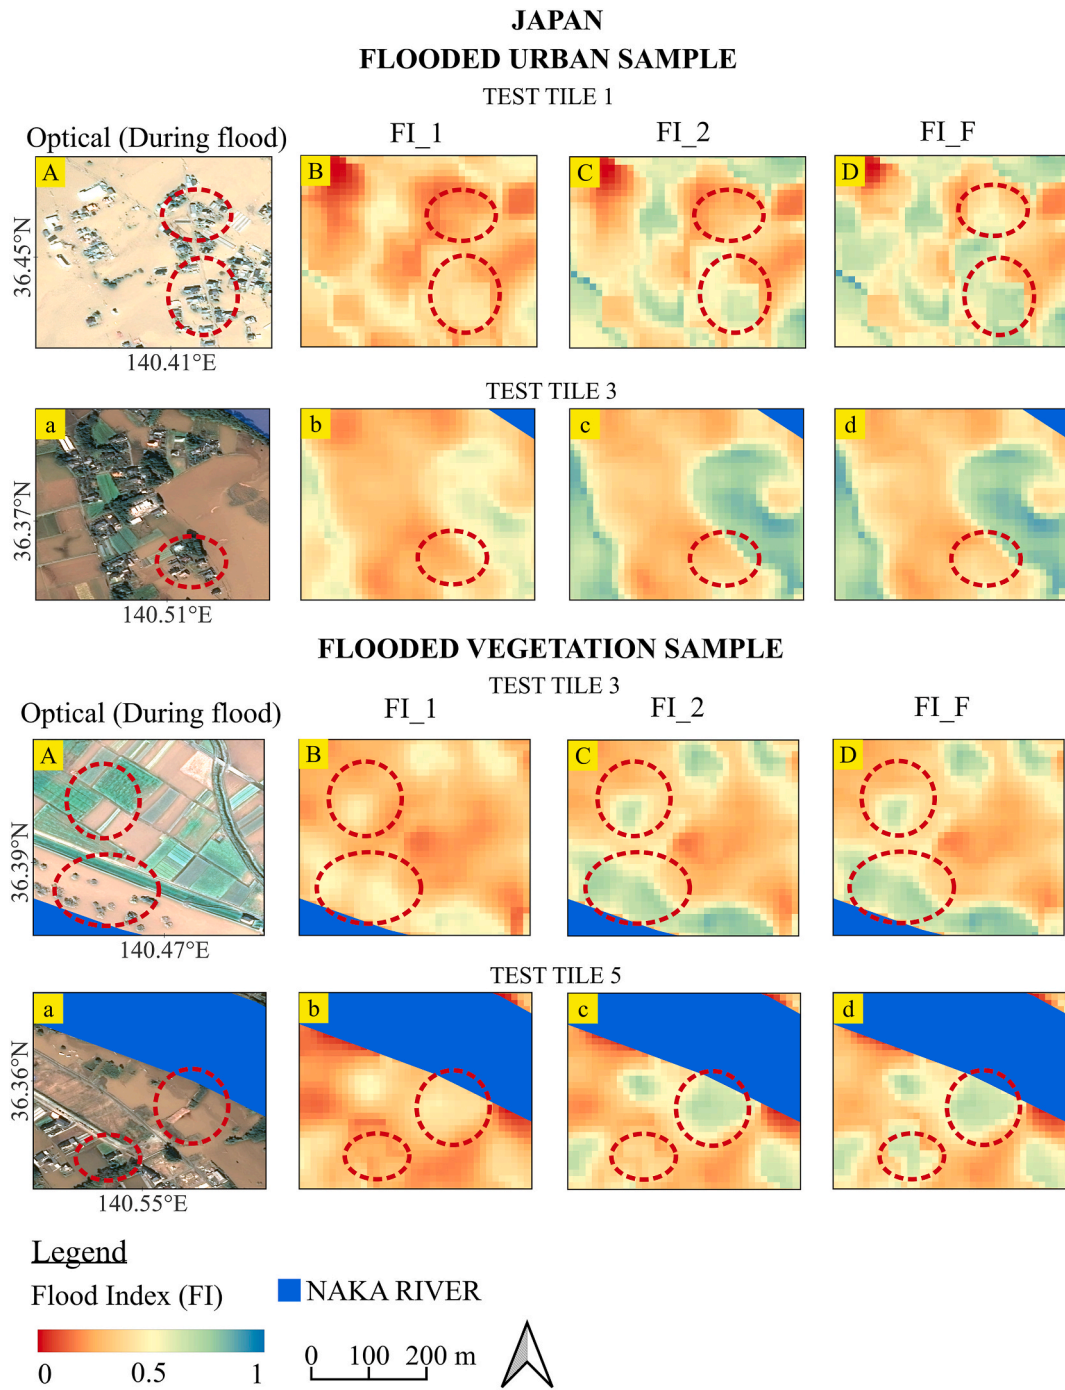 JAPAN
FLOODED URBAN SAMPLE
TEST TILE 1
Optical (During flood) FI_1 FI_2 FI_F
A B C D
36.45°N
140.41°E
TEST TILE 3
a b c d
36.37°N
140.51°E
FLOODED VEGETATION SAMPLE
TEST TILE 3
Optical (During flood) FI_1 FI_2 FI_F
A B C D
36.39°N
140.47°E
TEST TILE 5
a b c d
36.36°N
140.55°E
Legend
Flood Index (FI) NAKA RIVER
0 0.5 1
0 100 200 m